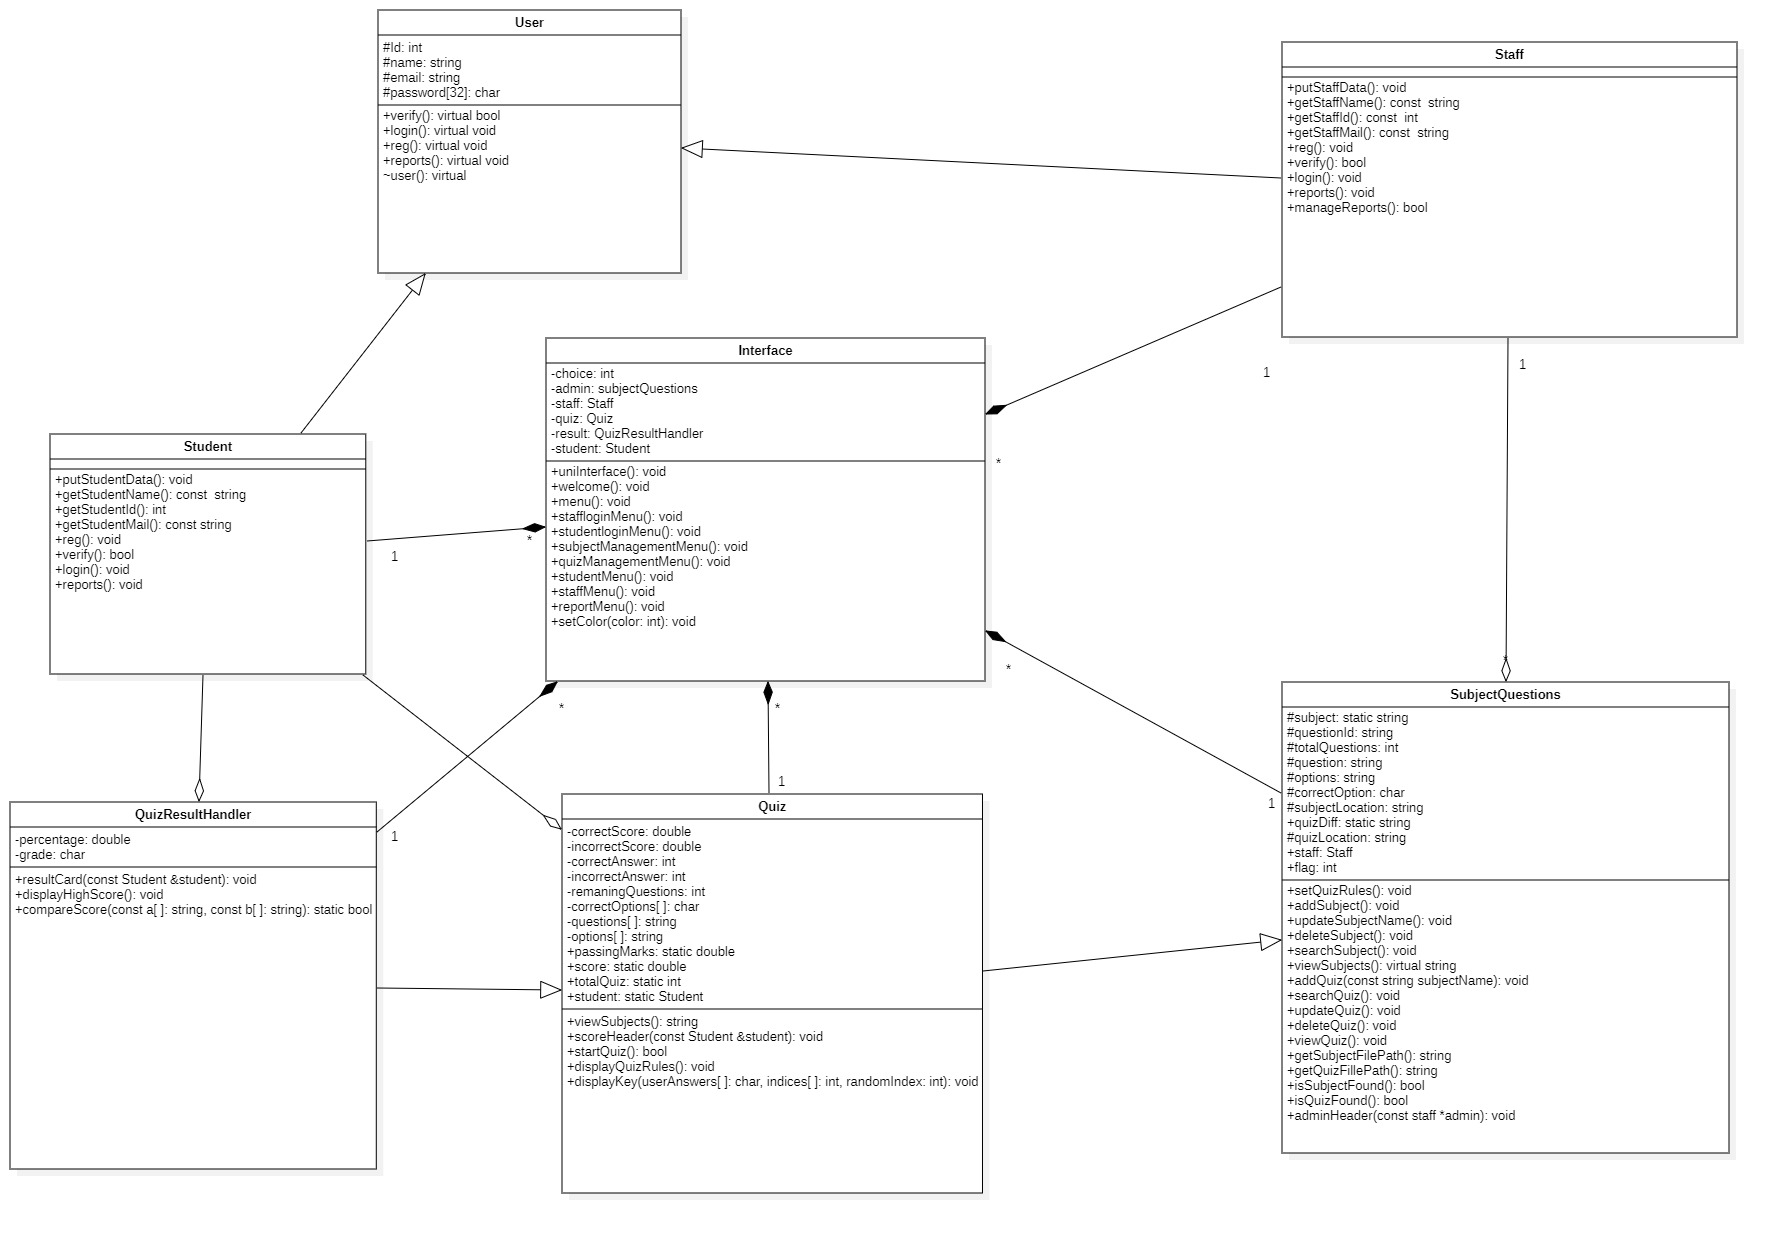 User
#Id: int
#name: string
#email: string
#password[32]: char
+verify(): virtual bool
+login(): virtual void
+reg(): virtual void
+reports(): virtual void
~user(): virtual
Staff
+putStaffData(): void
+getStaffName(): const  string
+getStaffId(): const  int
+getStaffMail(): const  string
+reg(): void
+verify(): bool
+login(): void
+reports(): void
+manageReports(): bool
1
1
Interface
-choice: int
-admin: subjectQuestions
-staff: Staff
-quiz: Quiz
-result: QuizResultHandler
-student: Student
+uniInterface(): void
+welcome(): void
+menu(): void
+staffloginMenu(): void
+studentloginMenu(): void
+subjectManagementMenu(): void
+quizManagementMenu(): void
+studentMenu(): void
+staffMenu(): void
+reportMenu(): void
+setColor(color: int): void
*
*
*
*
*
Student
+putStudentData(): void
+getStudentName(): const  string
+getStudentId(): int
+getStudentMail(): const string
+reg(): void
+verify(): bool
+login(): void
+reports(): void
1
QuizResultHandler
-percentage: double
-grade: char
+resultCard(const Student &student): void
+displayHighScore(): void
+compareScore(const a[ ]: string, const b[ ]: string): static bool
1
1
Quiz
-correctScore: double
-incorrectScore: double
-correctAnswer: int
-incorrectAnswer: int
-remaningQuestions: int
-correctOptions[ ]: char
-questions[ ]: string
-options[ ]: string
+passingMarks: static double
+score: static double
+totalQuiz: static int
+student: static Student
+viewSubjects(): string
+scoreHeader(const Student &student): void
+startQuiz(): bool
+displayQuizRules(): void
+displayKey(userAnswers[ ]: char, indices[ ]: int, randomIndex: int): void
*
1
SubjectQuestions
#subject: static string
#questionId: string
#totalQuestions: int
#question: string
#options: string
#correctOption: char
#subjectLocation: string
+quizDiff: static string
#quizLocation: string
+staff: Staff
+flag: int
+setQuizRules(): void
+addSubject(): void
+updateSubjectName(): void
+deleteSubject(): void
+searchSubject(): void
+viewSubjects(): virtual string
+addQuiz(const string subjectName): void
+searchQuiz(): void
+updateQuiz(): void
+deleteQuiz(): void
+viewQuiz(): void
+getSubjectFilePath(): string
+getQuizFillePath(): string
+isSubjectFound(): bool
+isQuizFound(): bool
+adminHeader(const staff *admin): void